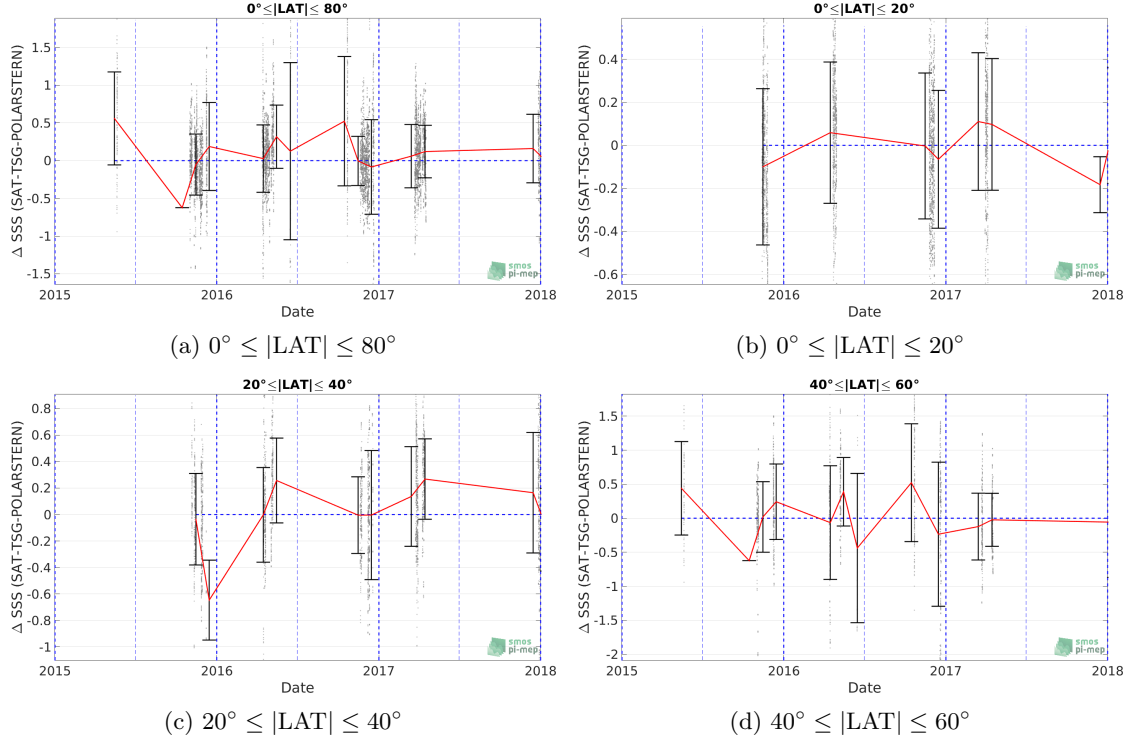 0°≤|LAT|≤ 80°
Δ SSS (SAT-TSG-POLARSTERN)
1.5
1
0.5
0
-0.5
-1
-1.5
2015
2016
2017
2018
Date
smos
pi-mep
(a) 0° ≤ |LAT| ≤ 80°
0°≤|LAT|≤ 20°
Δ SSS (SAT-TSG-POLARSTERN)
0.4
0.2
0
-0.2
-0.4
-0.6
2015
2016
2017
2018
Date
smos
pi-mep
(b) 0° ≤ |LAT| ≤ 20°
20°≤|LAT|≤ 40°
Δ SSS (SAT-TSG-POLARSTERN)
0.8
0.6
0.4
0.2
0
-0.2
-0.4
-0.6
-0.8
-1
2015
2016
2017
2018
Date
smos
pi-mep
(c) 20° ≤ |LAT| ≤ 40°
40°≤|LAT|≤ 60°
Δ SSS (SAT-TSG-POLARSTERN)
1.5
1
0.5
0
-0.5
-1
-1.5
-2
2015
2016
2017
2018
Date
smos
pi-mep
(d) 40° ≤ |LAT| ≤ 60°